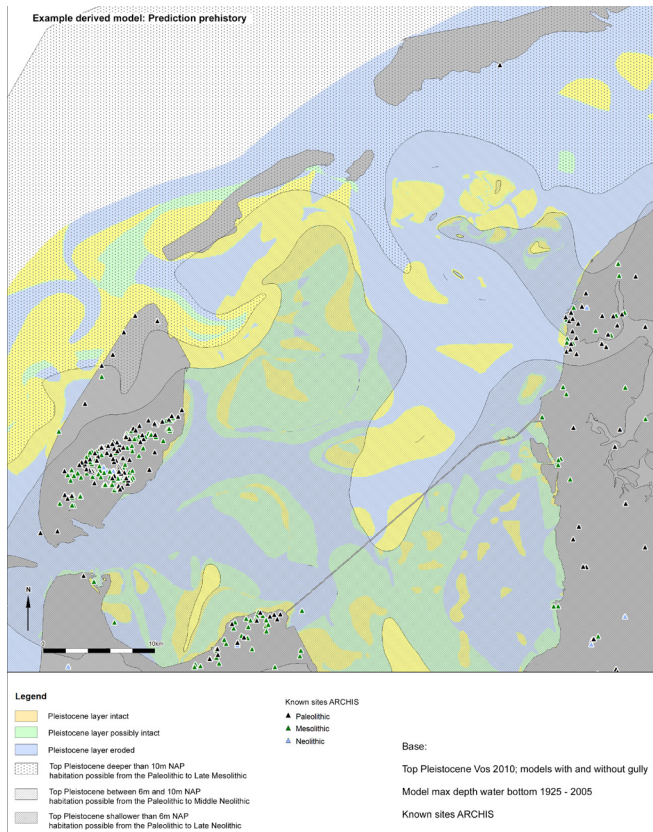 Example derived model: Prediction prehistory
N
0
10km
Legend
Pleistocene layer intact
Pleistocene layer possibly intact
Pleistocene layer eroded
Top Pleistocene deeper than 10m NAP
habitation possible from the Paleolithic to Late Mesolithic
Top Pleistocene between 6m and 10m NAP
habitation possible from the Paleolithic to Middle Neolithic
Top Pleistocene shallower than 6m NAP
habitation possible from the Paleolithic to Late Neolithic
Known sites ARCHIS
Paleolithic
Mesolithic
Neolithic
Base:
Top Pleistocene Vos 2010; models with and without gully
Model max depth water bottom 1925 - 2005
Known sites ARCHIS